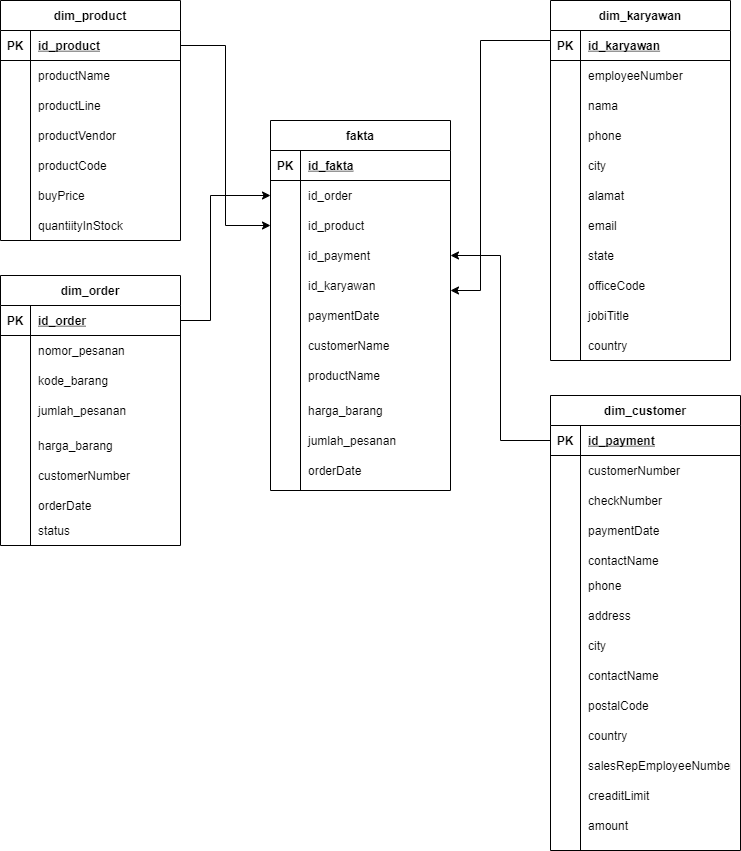 dim_product
PK id_product
productName
productLine
productVendor
productCode
buyPrice
quantiityInStock
dim_order
PK id_order
nomor_pesanan
kode_barang
jumlah_pesanan
harga_barang
customerNumber
orderDate
status
fakta
PK id_fakta
id_order
id_product
id_payment
id_karyawan
paymentDate
customerName
productName
harga_barang
jumlah_pesanan
orderDate
dim_karyawan
PK id_karyawan
employeeNumber
nama
phone
city
alamat
email
state
officeCode
jobiTitle
country
dim_customer
PK id_payment
customerNumber
checkNumber
paymentDate
contactName
phone
address
city
contactName
postalCode
country
salesRepEmployeeNumbe
creaditLimit
amount